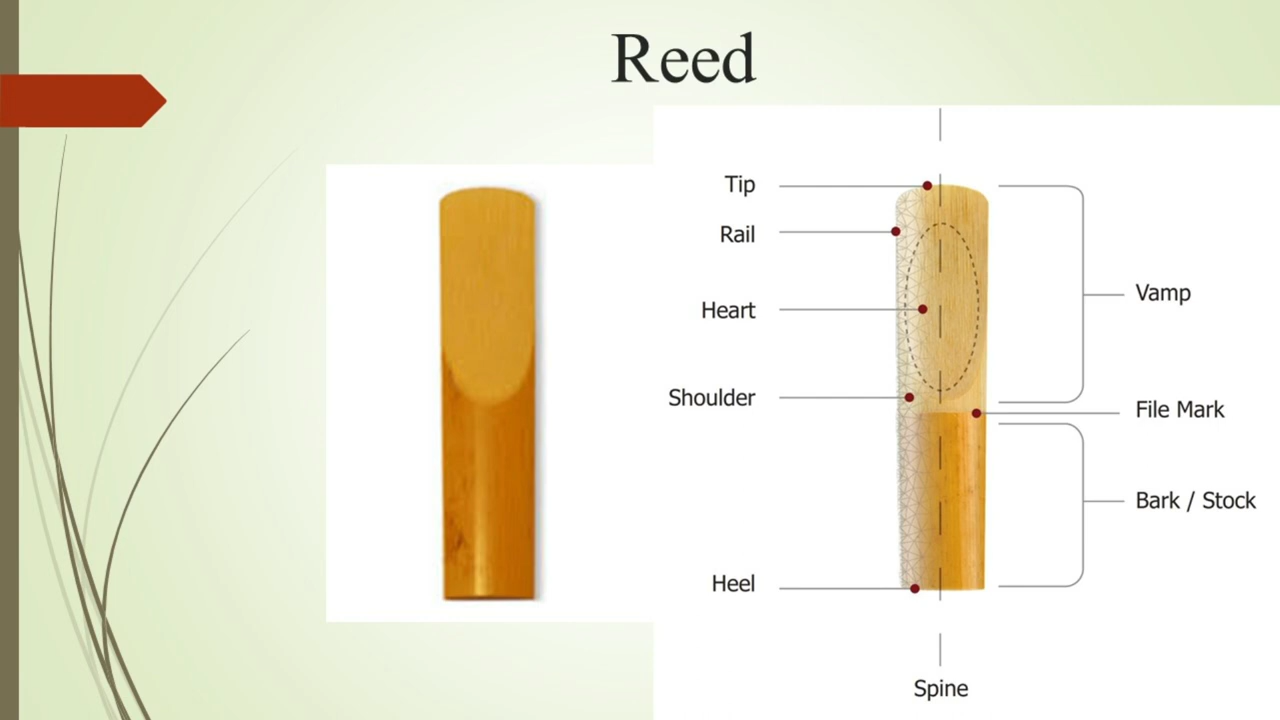 Reed
Tip
Rail
Heart
Shoulder
Heel
Vamp
File Mark
Bark / Stock
Spine